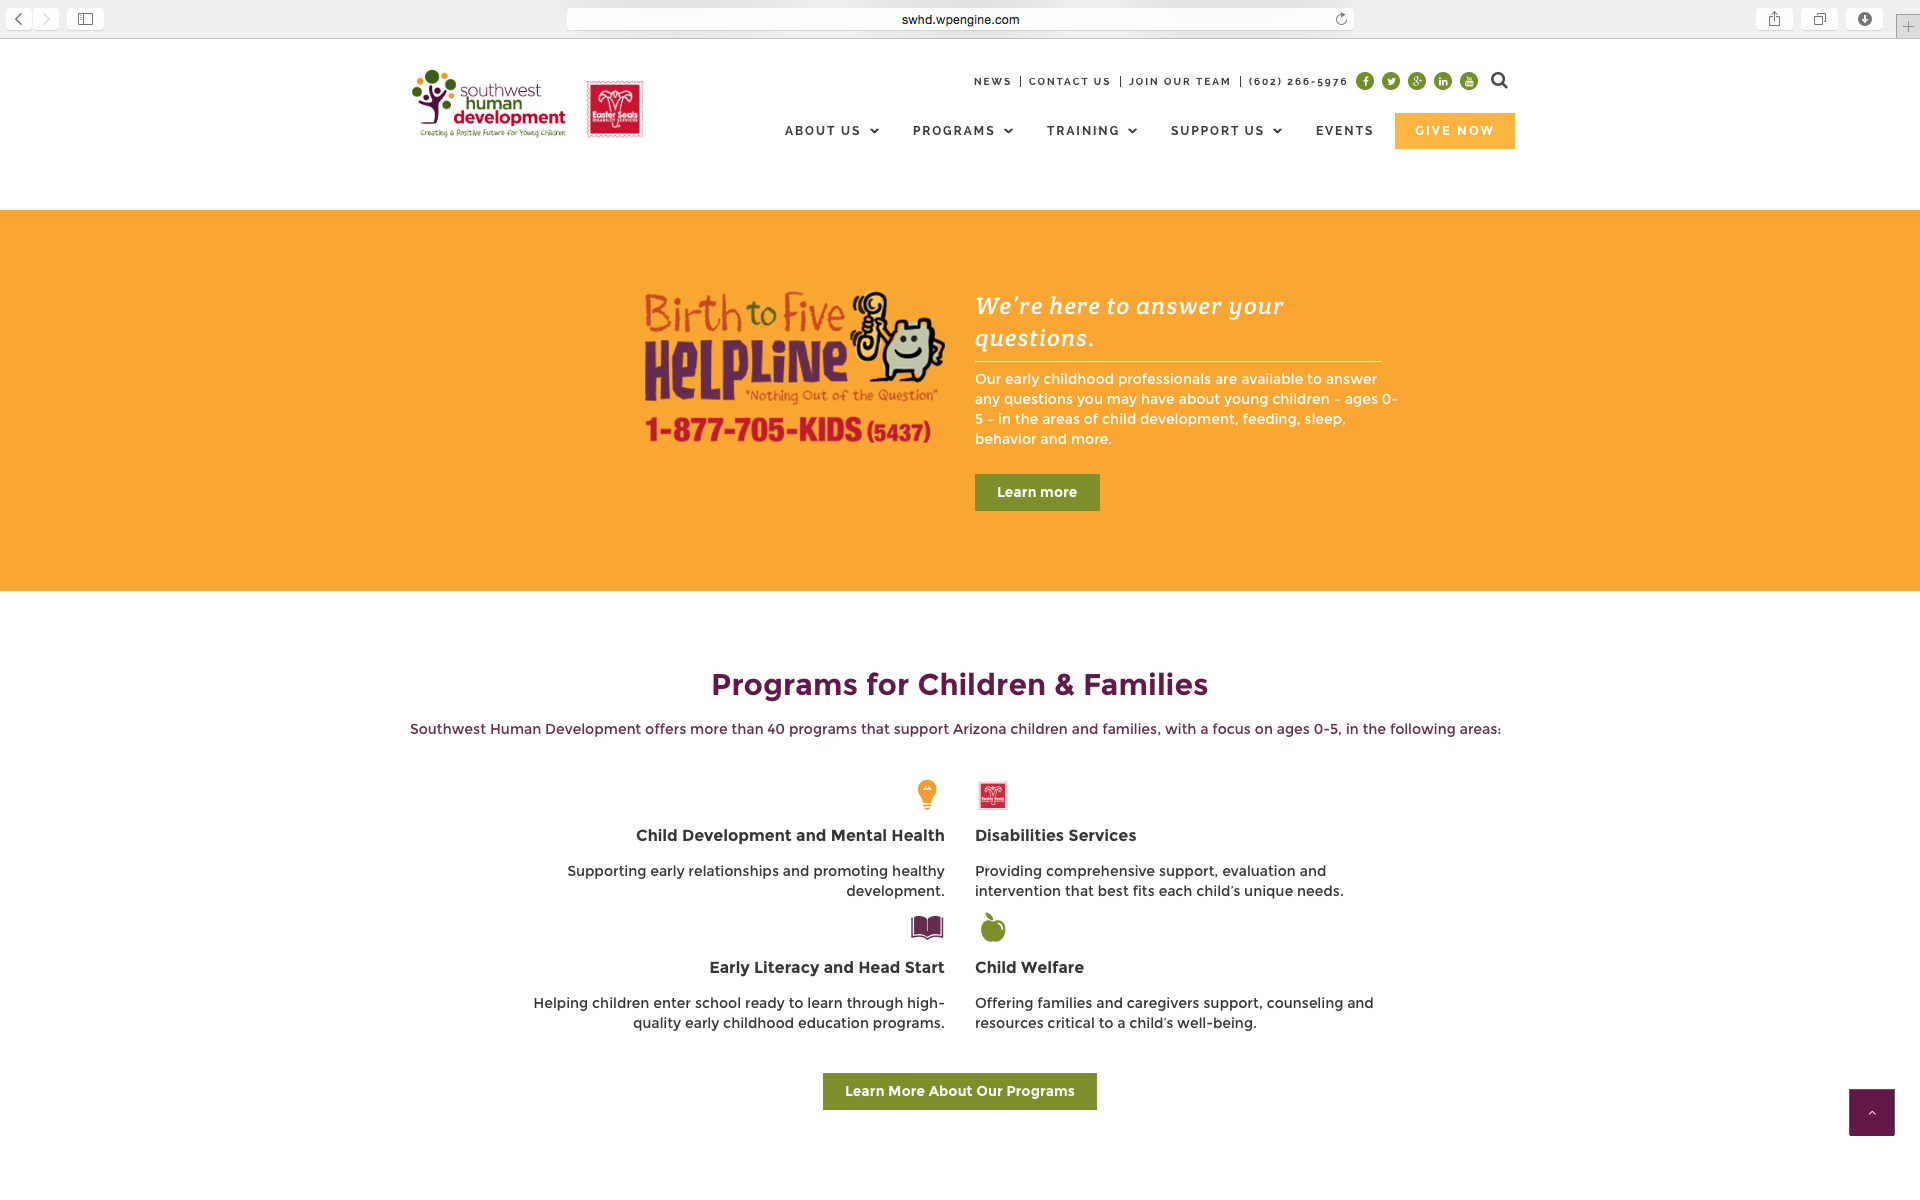 swhd.wpengine.com
southwest
human
development
Creating a Positive Future for Young Children
Easter Seals
DISABILITY SERVICES
NEWS | CONTACT US | JOIN OUR TEAM | (602) 266-5976
ABOUT US PROGRAMS TRAINING SUPPORT US EVENTS GIVE NOW
Birth to Five
HELPLINE
"Nothing Out of the Question"
1-877-705-KIDS (5437)
We're here to answer your
questions.
Our early childhood professionals are available to answer
any questions you may have about young children – ages 0-
5 – in the areas of child development, feeding, sleep,
behavior and more.
Learn more
Programs for Children & Families
Southwest Human Development offers more than 40 programs that support Arizona children and families, with a focus on ages 0-5, in the following areas:
Child Development and Mental Health
Supporting early relationships and promoting healthy
development.
Easter Seals
Disabilities Services
Providing comprehensive support, evaluation and
intervention that best fits each child's unique needs.
Early Literacy and Head Start
Helping children enter school ready to learn through high-
quality early childhood education programs.
Child Welfare
Offering families and caregivers support, counseling and
resources critical to a child's well-being.
Learn More About Our Programs